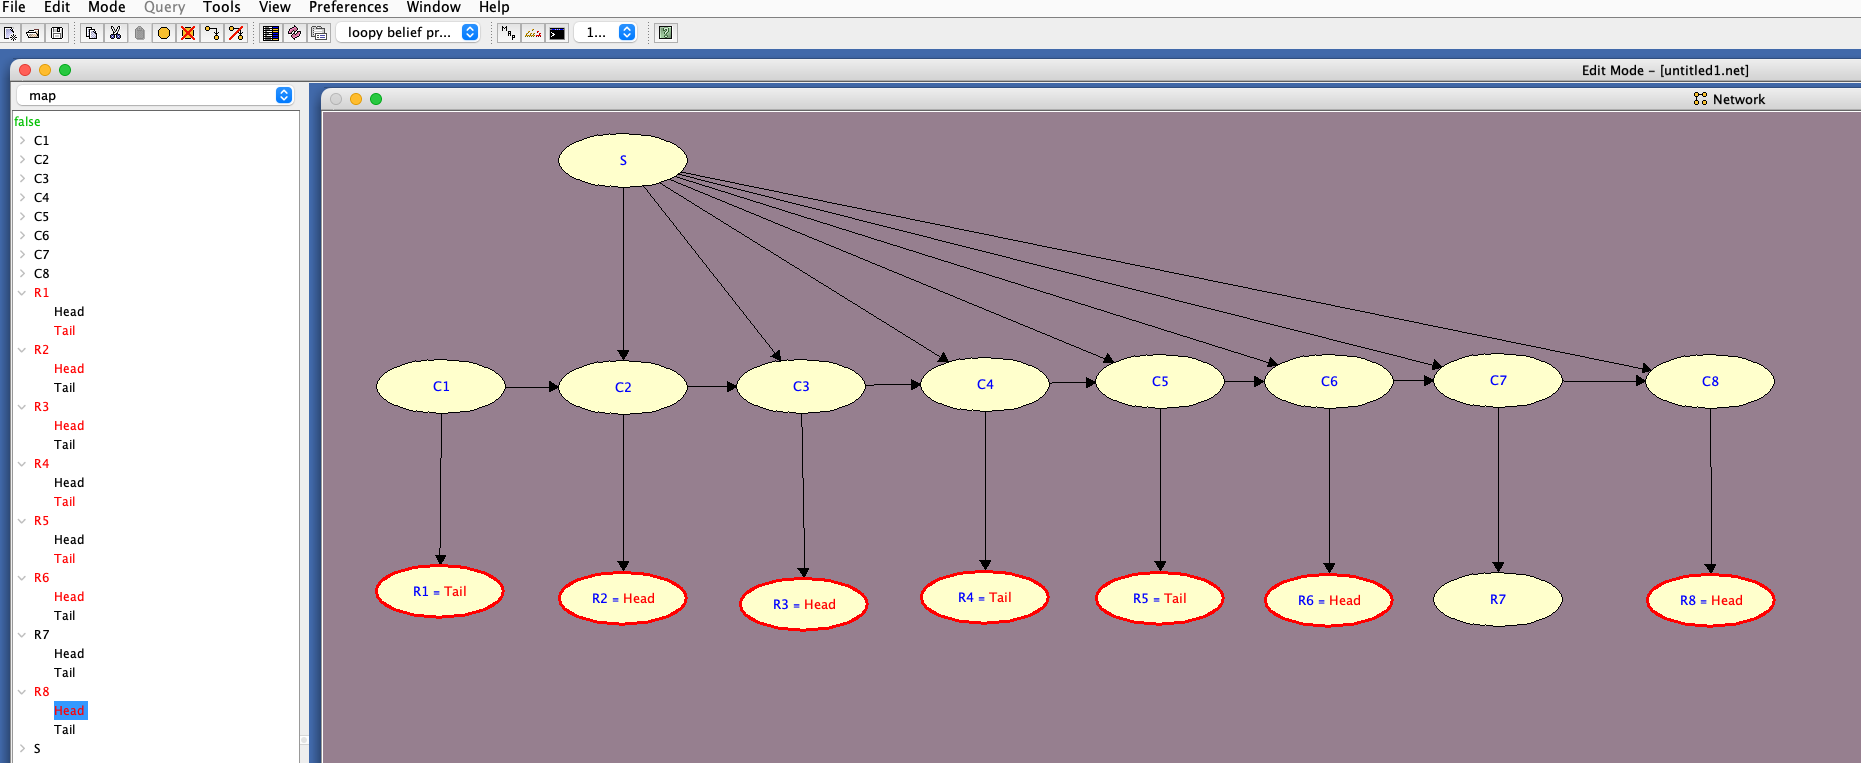 File Edit Mode Query Tools View Preferences Window Help
loopy belief pr... 1...
Edit Mode - [untitled1.net]
map
Network
false
C1
C2
C3
C4
C5
C6
C7
C8
R1
Head
Tail
R2
Head
Tail
R3
Head
Tail
R4
Head
Tail
R5
Head
Tail
R6
Head
Tail
R7
Head
Tail
R8
Head
Tail
S
S
C1 C2 C3 C4 C5 C6 C7 C8
R1 = Tail R2 = Head R3 = Head R4 = Tail R5 = Tail R6 = Head R7 R8 = Head